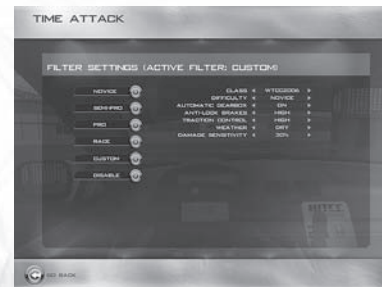 TIME ATTACK
FILTER SETTINGS (ACTIVE FILTER: CUSTOM)
NOVICE
SEMI-PRO
PRO
RACE
CUSTOM
DISABLE
CLASS < WTCC2006 >
DIFFICULTY < NOVICE >
AUTOMATIC GEARBOX < ON >
ANTI-LOCK BRAKES < HIGH >
TRACTION CONTROL < HIGH >
WEATHER < DRY >
DAMAGE SENSITIVITY < 30% >
GO BACK